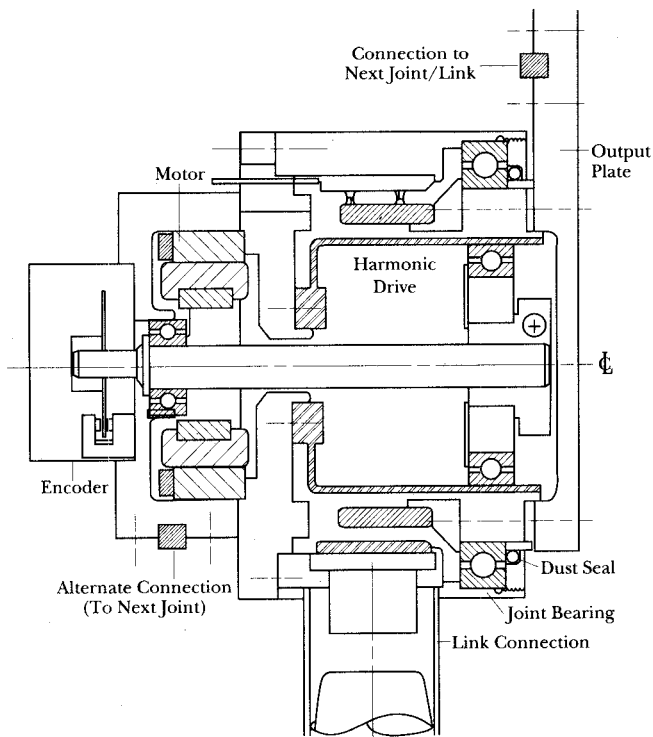 Connection to
Next Joint/Link
Output
Plate
Motor
Harmonic
Drive
℄
Encoder
Alternate Connection
(To Next Joint)
Dust Seal
Joint Bearing
Link Connection